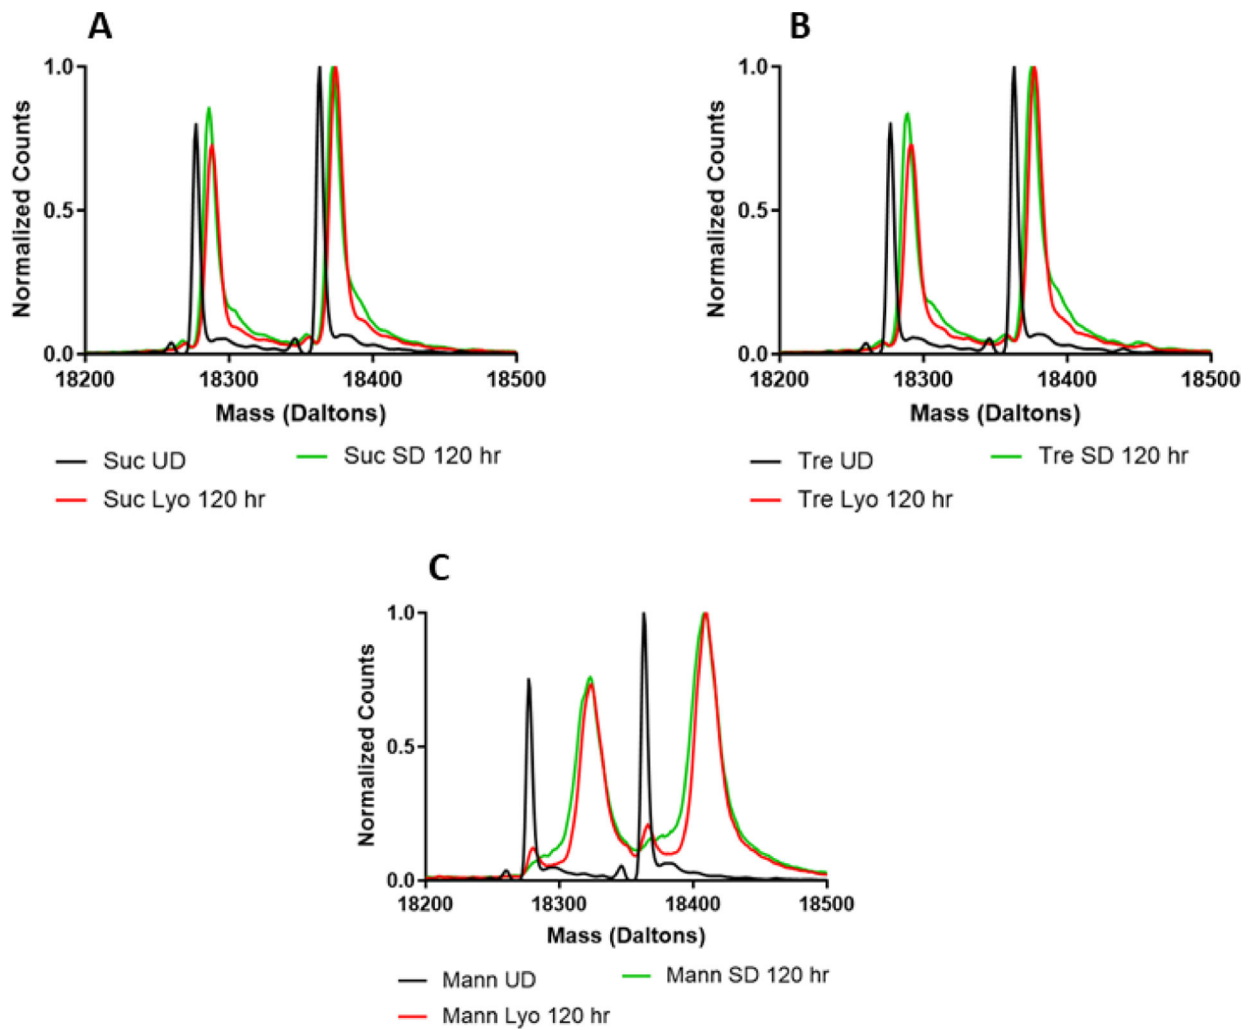 A
Normalized Counts
1.0
0.5
0.0
18200
18300
18400
18500
Mass (Daltons)
Suc UD
Suc SD 120 hr
Suc Lyo 120 hr
B
Normalized Counts
1.0
0.5
0.0
18200
18300
18400
18500
Mass (Daltons)
Tre UD
Tre SD 120 hr
Tre Lyo 120 hr
C
Normalized Counts
1.0
0.5
0.0
18200
18300
18400
18500
Mass (Daltons)
Mann UD
Mann SD 120 hr
Mann Lyo 120 hr